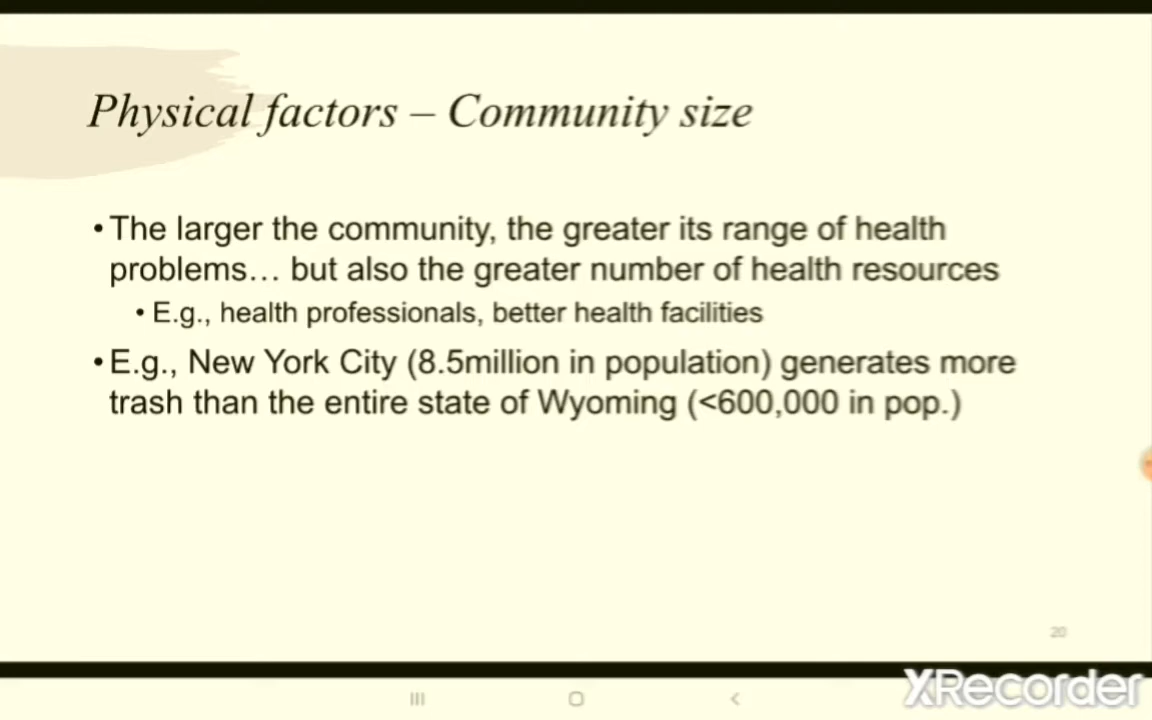 Physical factors – Community size
• The larger the community, the greater its range of health
problems... but also the greater number of health resources
• E.g., health professionals, better health facilities
• E.g., New York City (8.5million in population) generates more
trash than the entire state of Wyoming (<600,000 in pop.)
20
XRecorder